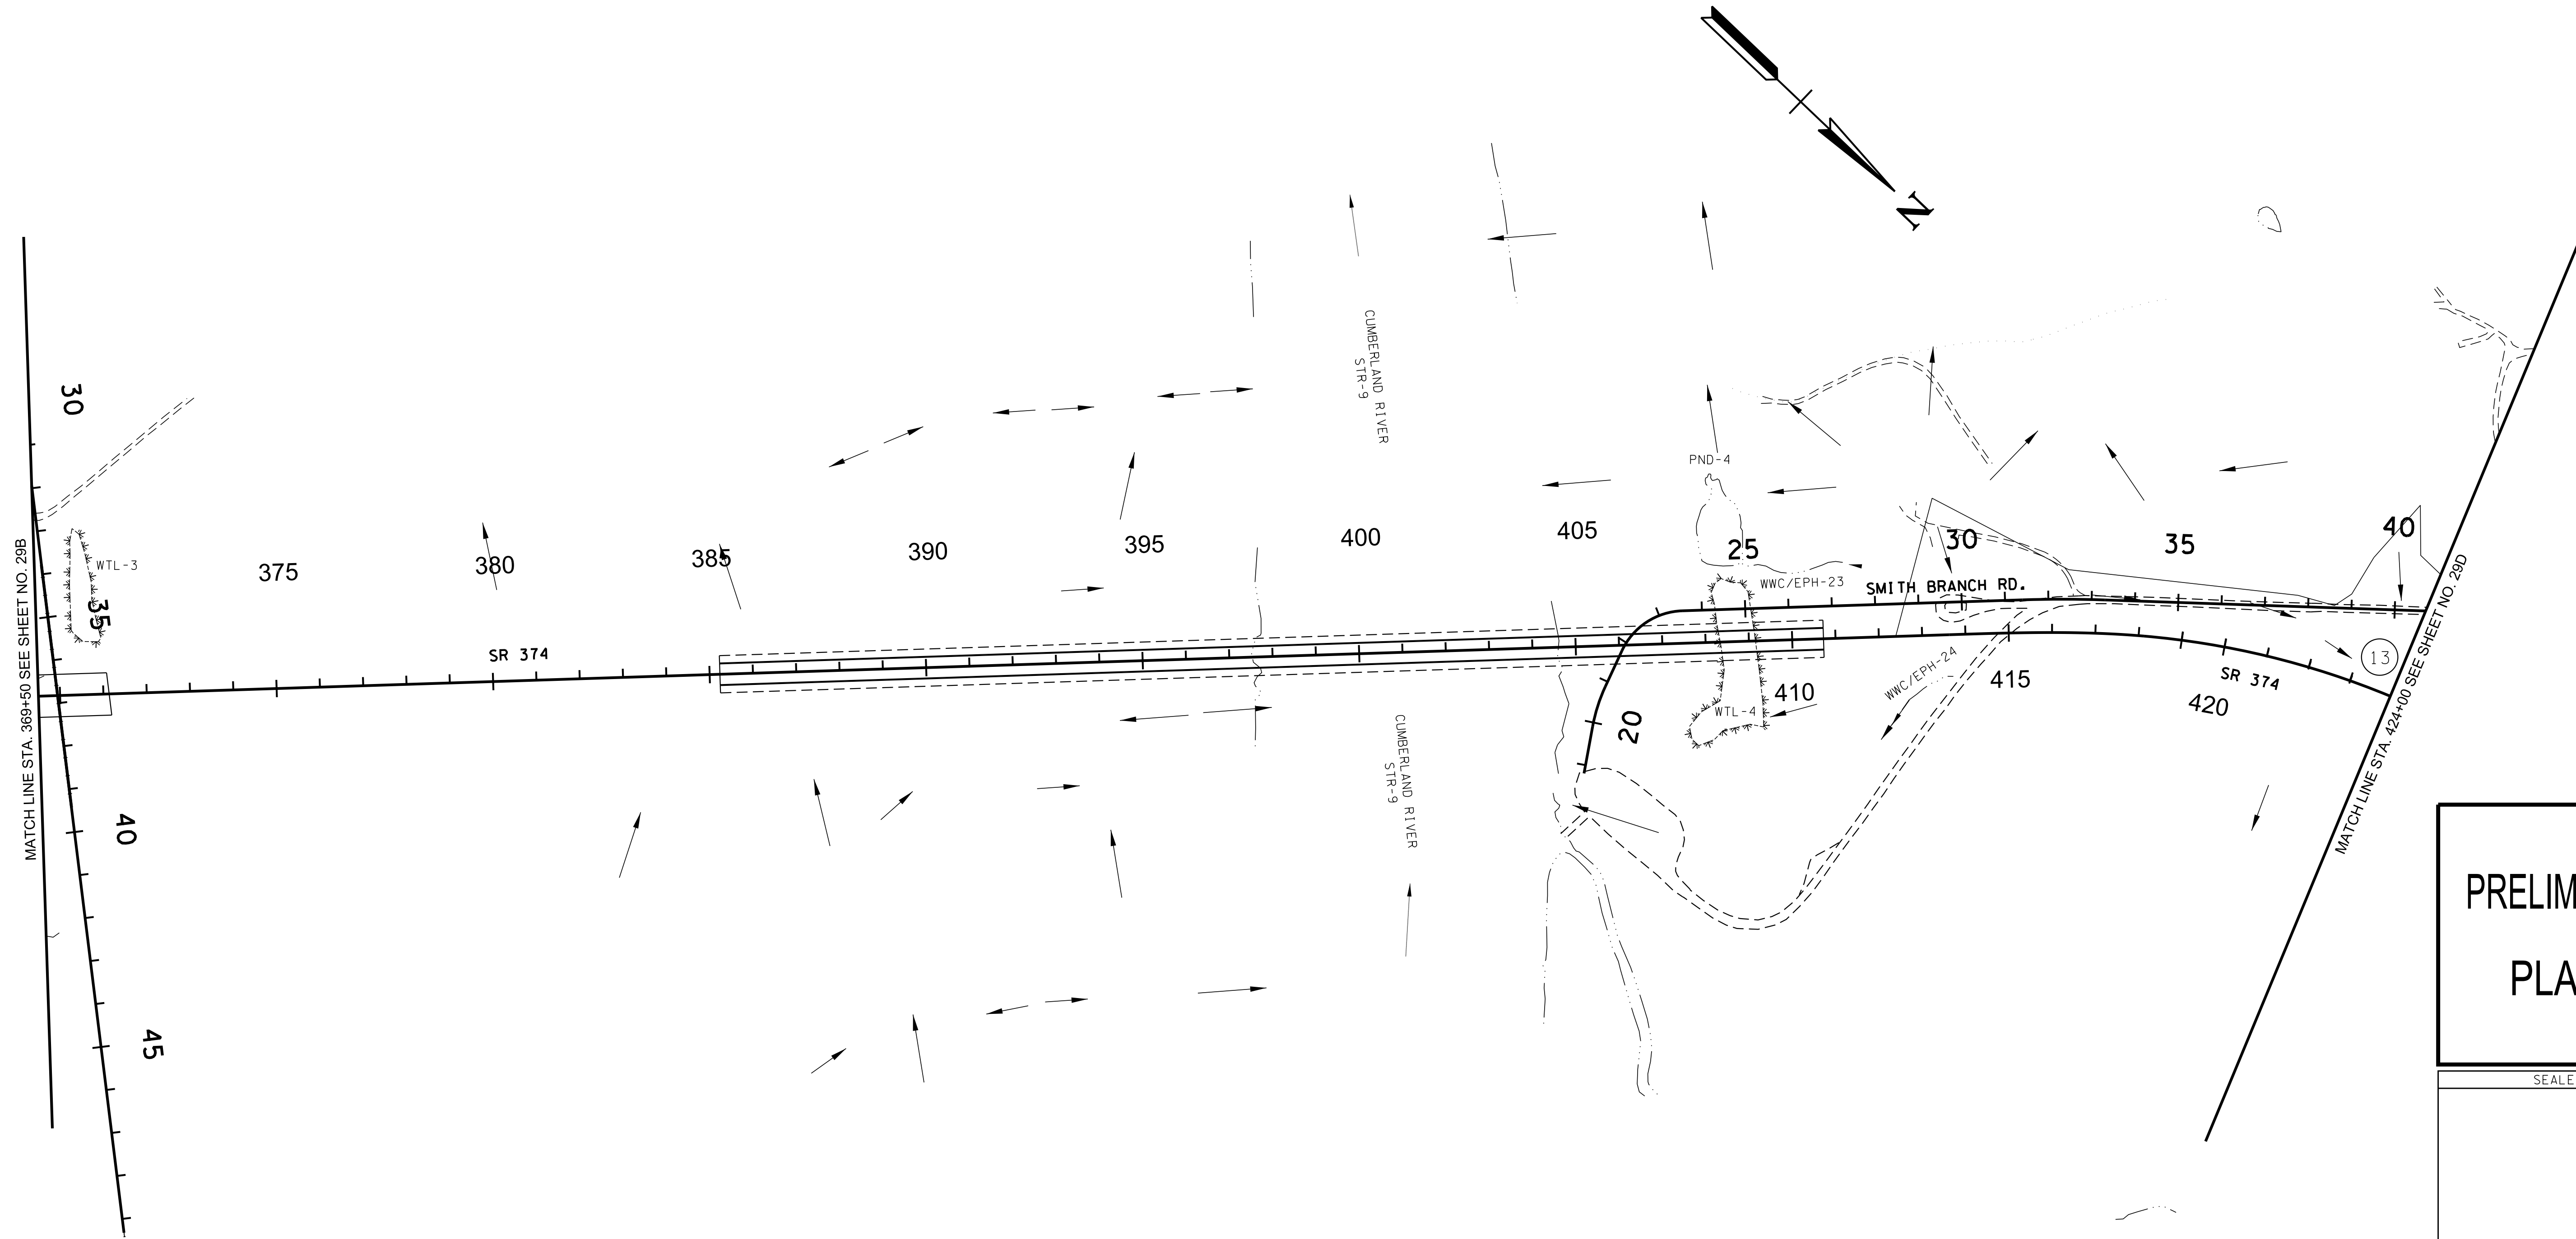 N
CUMBERLAND RIVER
STR-9
30
PND-4
MATCH LINE STA. 369+50 SEE SHEET NO. 29B
WTL-3
35
375
380
385
390
395
400
405
25
30
35
40
WWC/EPH-23
SMITH BRANCH RD.
MATCH LINE STA. 424+00 SEE SHEET NO. 29D
SR 374
13
WWC/EPH-24
WTL-4
410
415
SR 374
420
20
CUMBERLAND RIVER
STR-9
40
45
PRELIM
PLA
SEALE